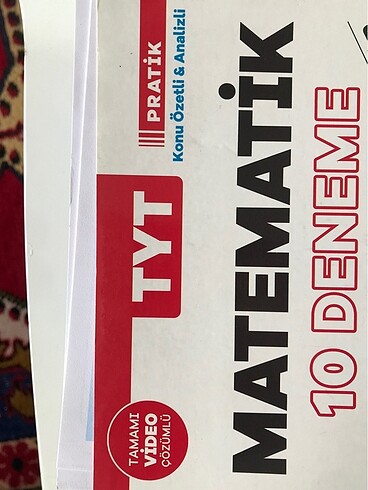 PRATİK
Konu Özetli & Analizli
TYT
MATEMATİK
10 DENEME
TAMAMI
VİDEO
ÇÖZÜMLÜ